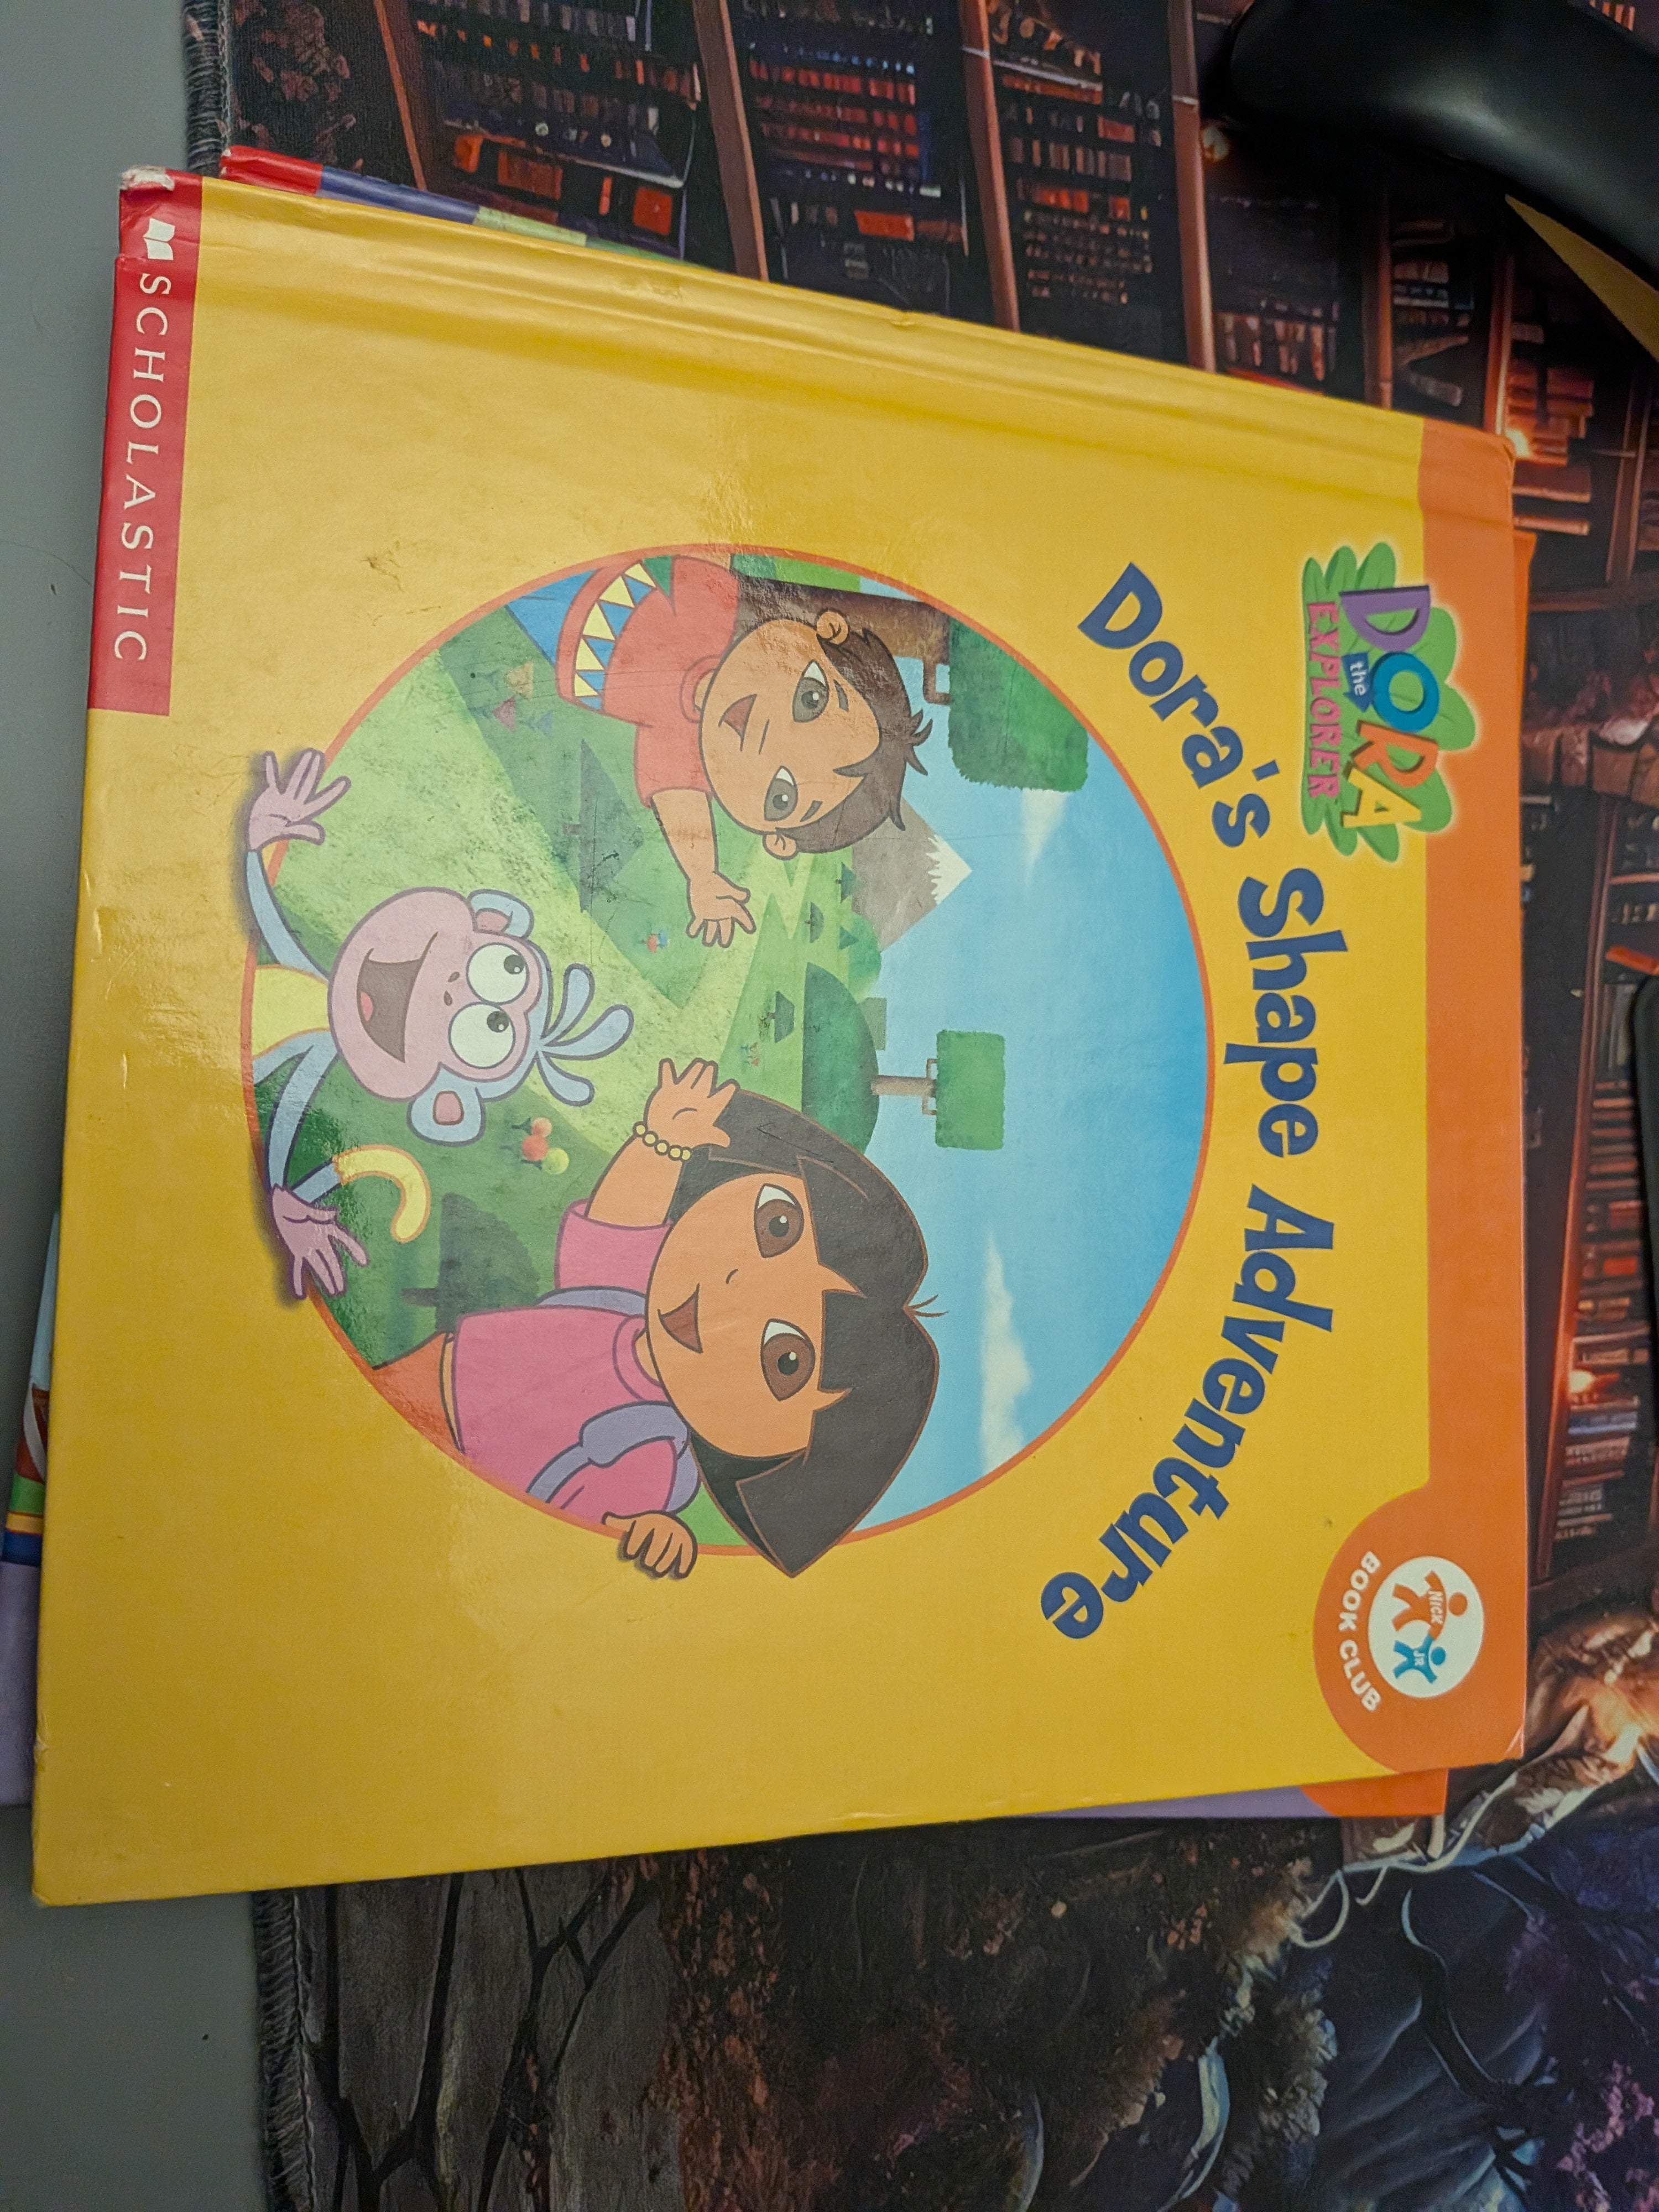 DORA
the
EXPLORER
NICK
JR
BOOK CLUB
Dora's Shape Adventure
SCHOLASTIC